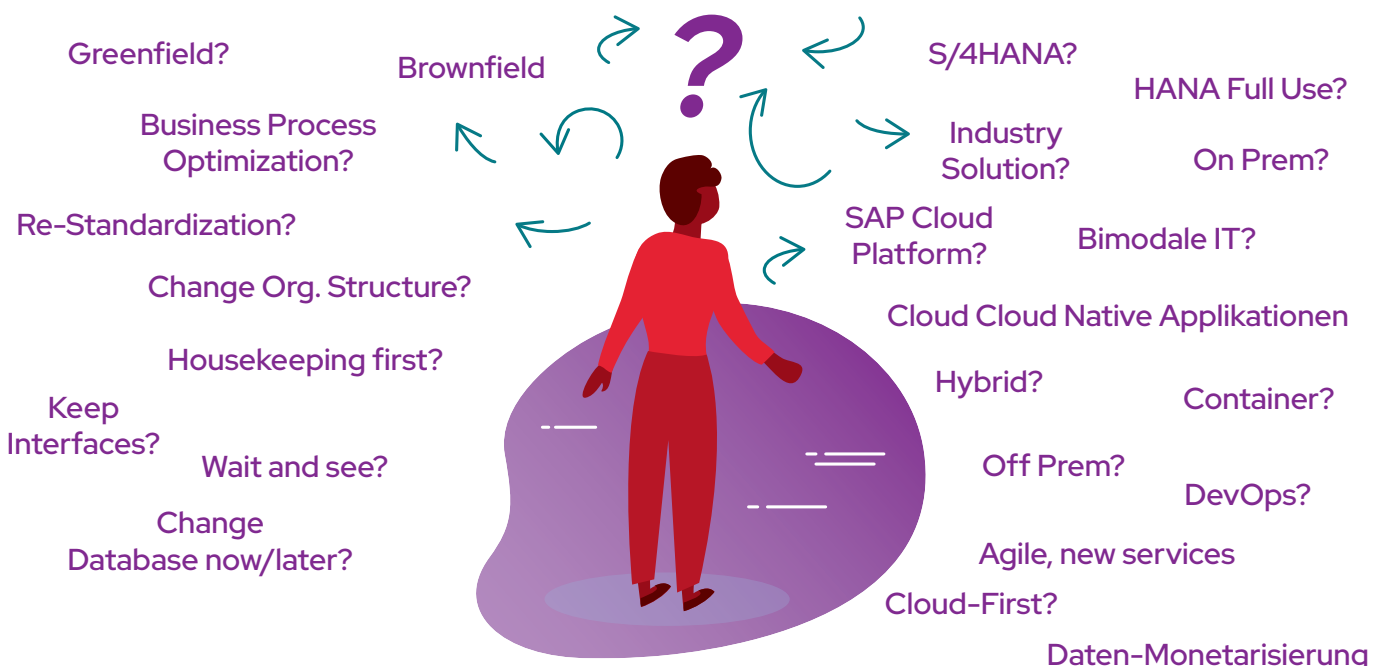 ?
Greenfield?
Brownfield
Business Process
Optimization?
Re-Standardization?
Change Org. Structure?
Housekeeping first?
Keep
Interfaces?
Wait and see?
Change
Database now/later?
S/4HANA?
HANA Full Use?
Industry
Solution?
On Prem?
SAP Cloud
Platform?
Bimodale IT?
Cloud Cloud Native Applikationen
Hybrid?
Container?
Off Prem?
DevOps?
Agile, new services
Cloud-First?
Daten-Monetarisierung